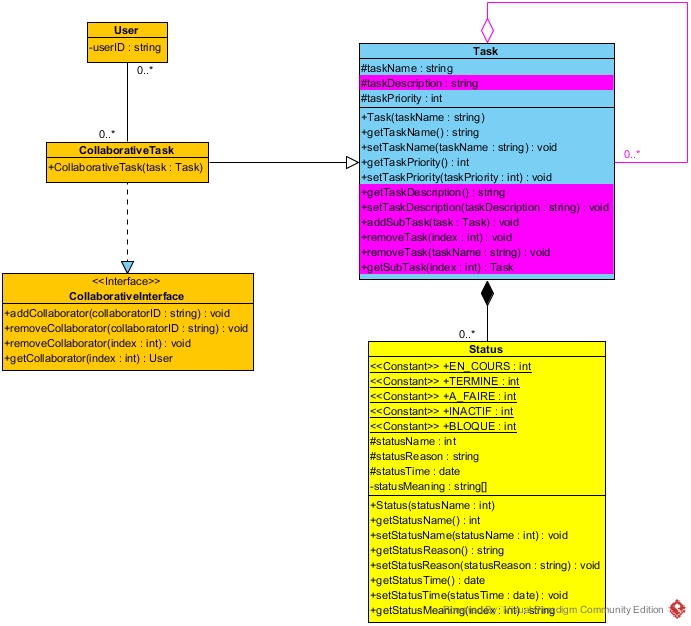 User
-userID : string
0..*
0..*
CollaborativeTask
+CollaborativeTask(task : Task)
<<Interface>>
CollaborativeInterface
+addCollaborator(collaboratorID : string) : void
+removeCollaborator(collaboratorID : string) : void
+removeCollaborator(index : int) : void
+getCollaborator(index : int) : User
Task
#taskName : string
#taskDescription : string
#taskPriority : int
+Task(taskName : string)
+getTaskName() : string
+setTaskName(taskName : string) : void
+getTaskPriority() : int
+setTaskPriority(taskPriority : int) : void
+getTaskDescription() : string
+setTaskDescription(taskDescription : string) : void
+addSubTask(task : Task) : void
+removeTask(index : int) : void
+removeTask(taskName : string) : void
+getSubTask(index : int) : Task
0..*
0..*
Status
<<Constant>> +EN_COURS : int
<<Constant>> +TERMINE : int
<<Constant>> +A_FAIRE : int
<<Constant>> +INACTIF : int
<<Constant>> +BLOQUE : int
#statusName : int
#statusReason : string
#statusTime : date
-statusMeaning : string[]
+Status(statusName : int)
+getStatusName() : int
+setStatusName(statusName : int) : void
+getStatusReason() : string
+setStatusReason(statusReason : string) : void
+getStatusTime() : date
+setStatusTime(statusTime : date) : void
+getStatusMeaning(index : int) : string
Visual Paradigm Community Edition